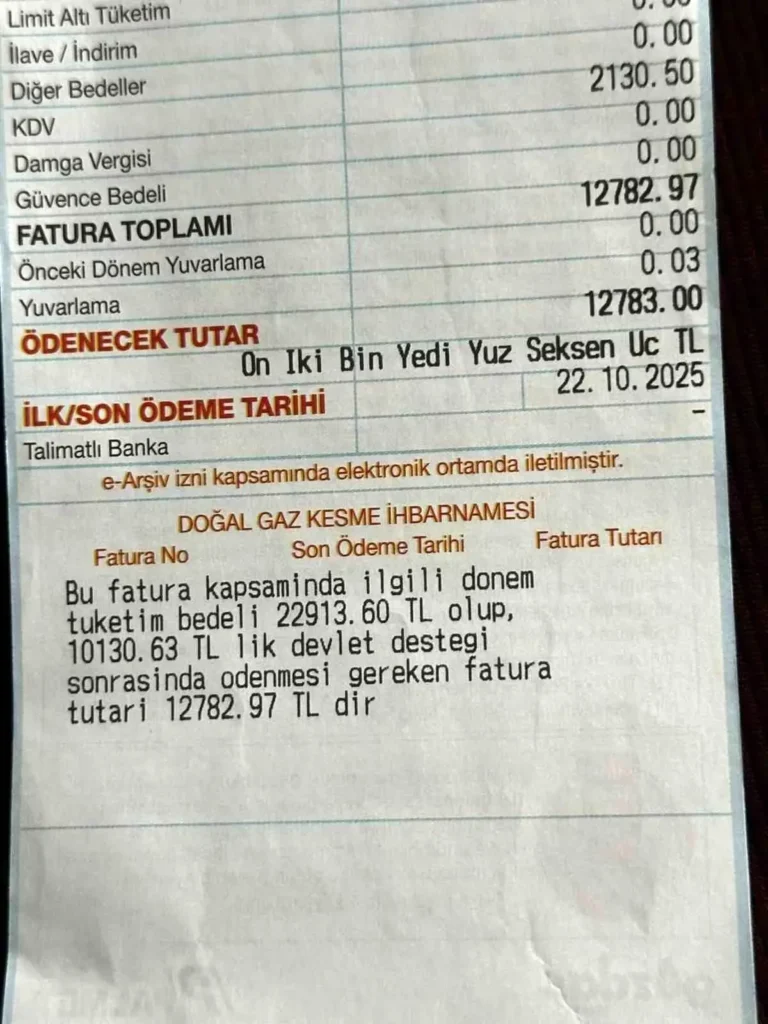 Limit Altı Tüketim
İlave / İndirim 0.00
Diğer Bedeller 2130.50
KDV 0.00
Damga Vergisi 0.00
Güvence Bedeli 12782.97
FATURA TOPLAMI 0.00
Önceki Dönem Yuvarlama 0.03
Yuvarlama 12783.00
ÖDENECEK TUTAR
On Iki Bin Yedi Yuz Seksen Uc TL
22.10.2025
İLK/SON ÖDEME TARİHİ
Talimatlı Banka -
e-Arşiv izni kapsamında elektronik ortamda iletilmiştir.
DOĞAL GAZ KESME İHBARNAMESİ
Fatura No Son Ödeme Tarihi Fatura Tutarı
Bu fatura kapsaminda ilgili donem
tuketim bedeli 22913.60 TL olup,
10130.63 TL lik devlet destegi
sonrasinda odenmesi gereken fatura
tutari 12782.97 TL dir